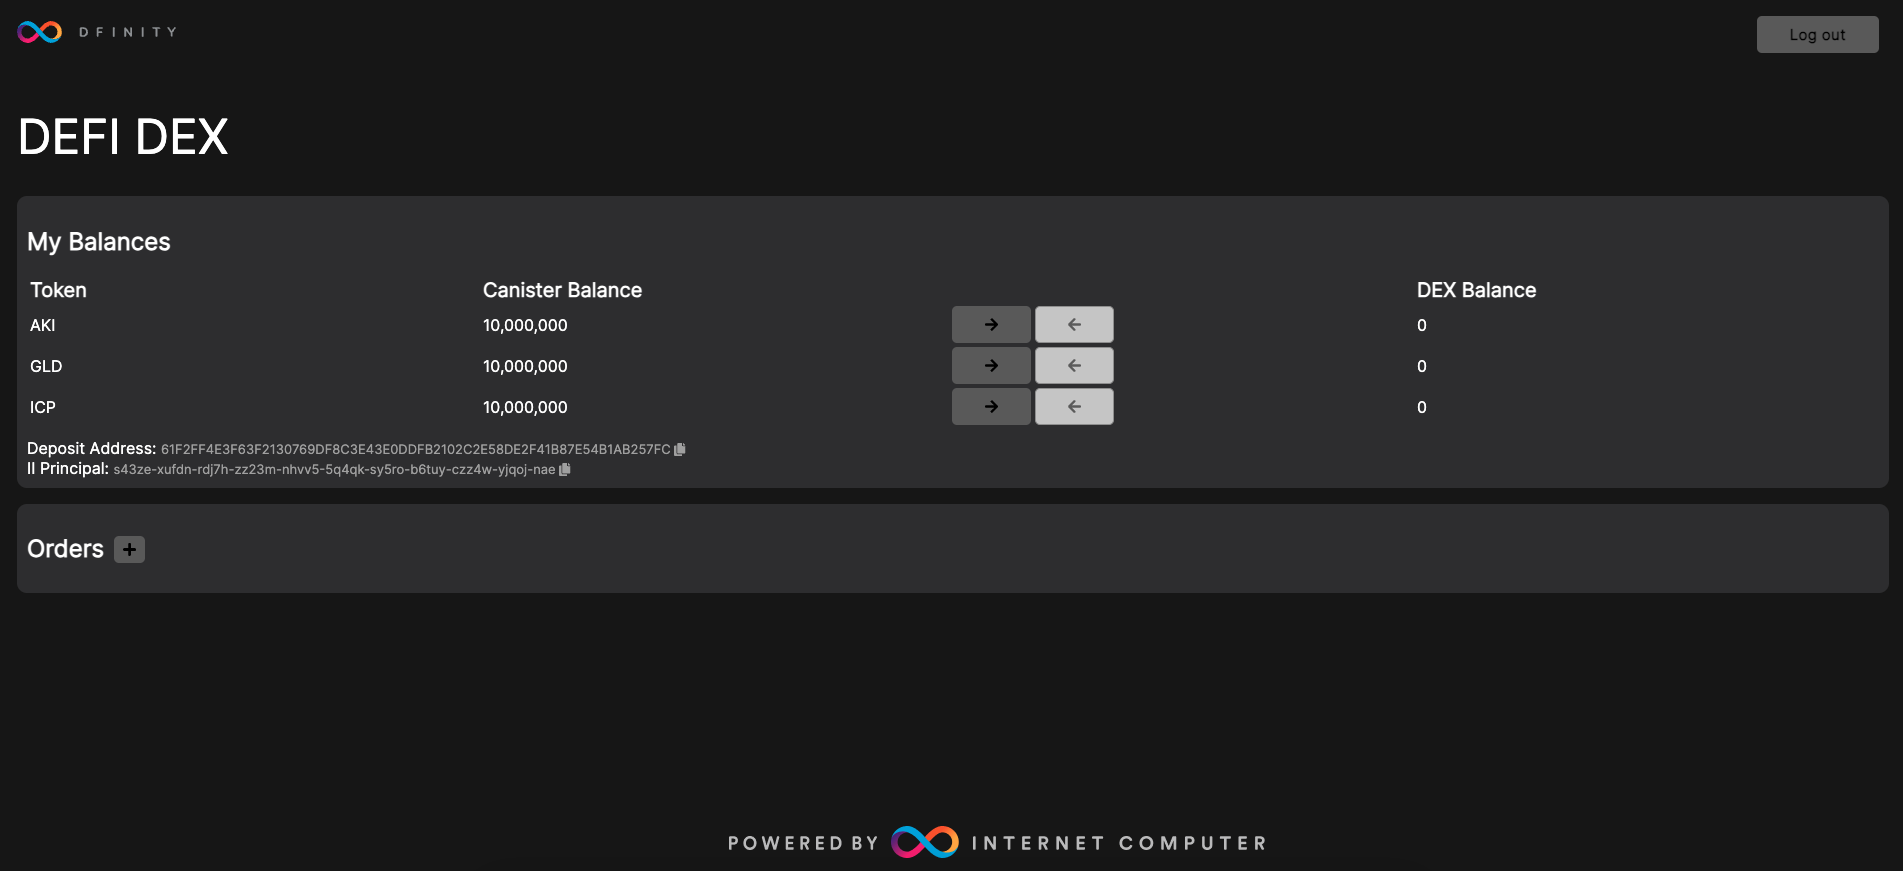 DFINITY
Log out
DEFI DEX
My Balances
Token Canister Balance DEX Balance
AKI 10,000,000 0
GLD 10,000,000 0
ICP 10,000,000 0
Deposit Address: 61F2FF4E3F63F2130769DF8C3E43E0DDFB2102C2E58DE2F41B87E54B1AB257FC
II Principal: s43ze-xufdn-rdj7h-zz23m-nhvv5-5q4qk-sy5ro-b6tuy-czz4w-yjqoj-nae
Orders
POWERED BY INTERNET COMPUTER